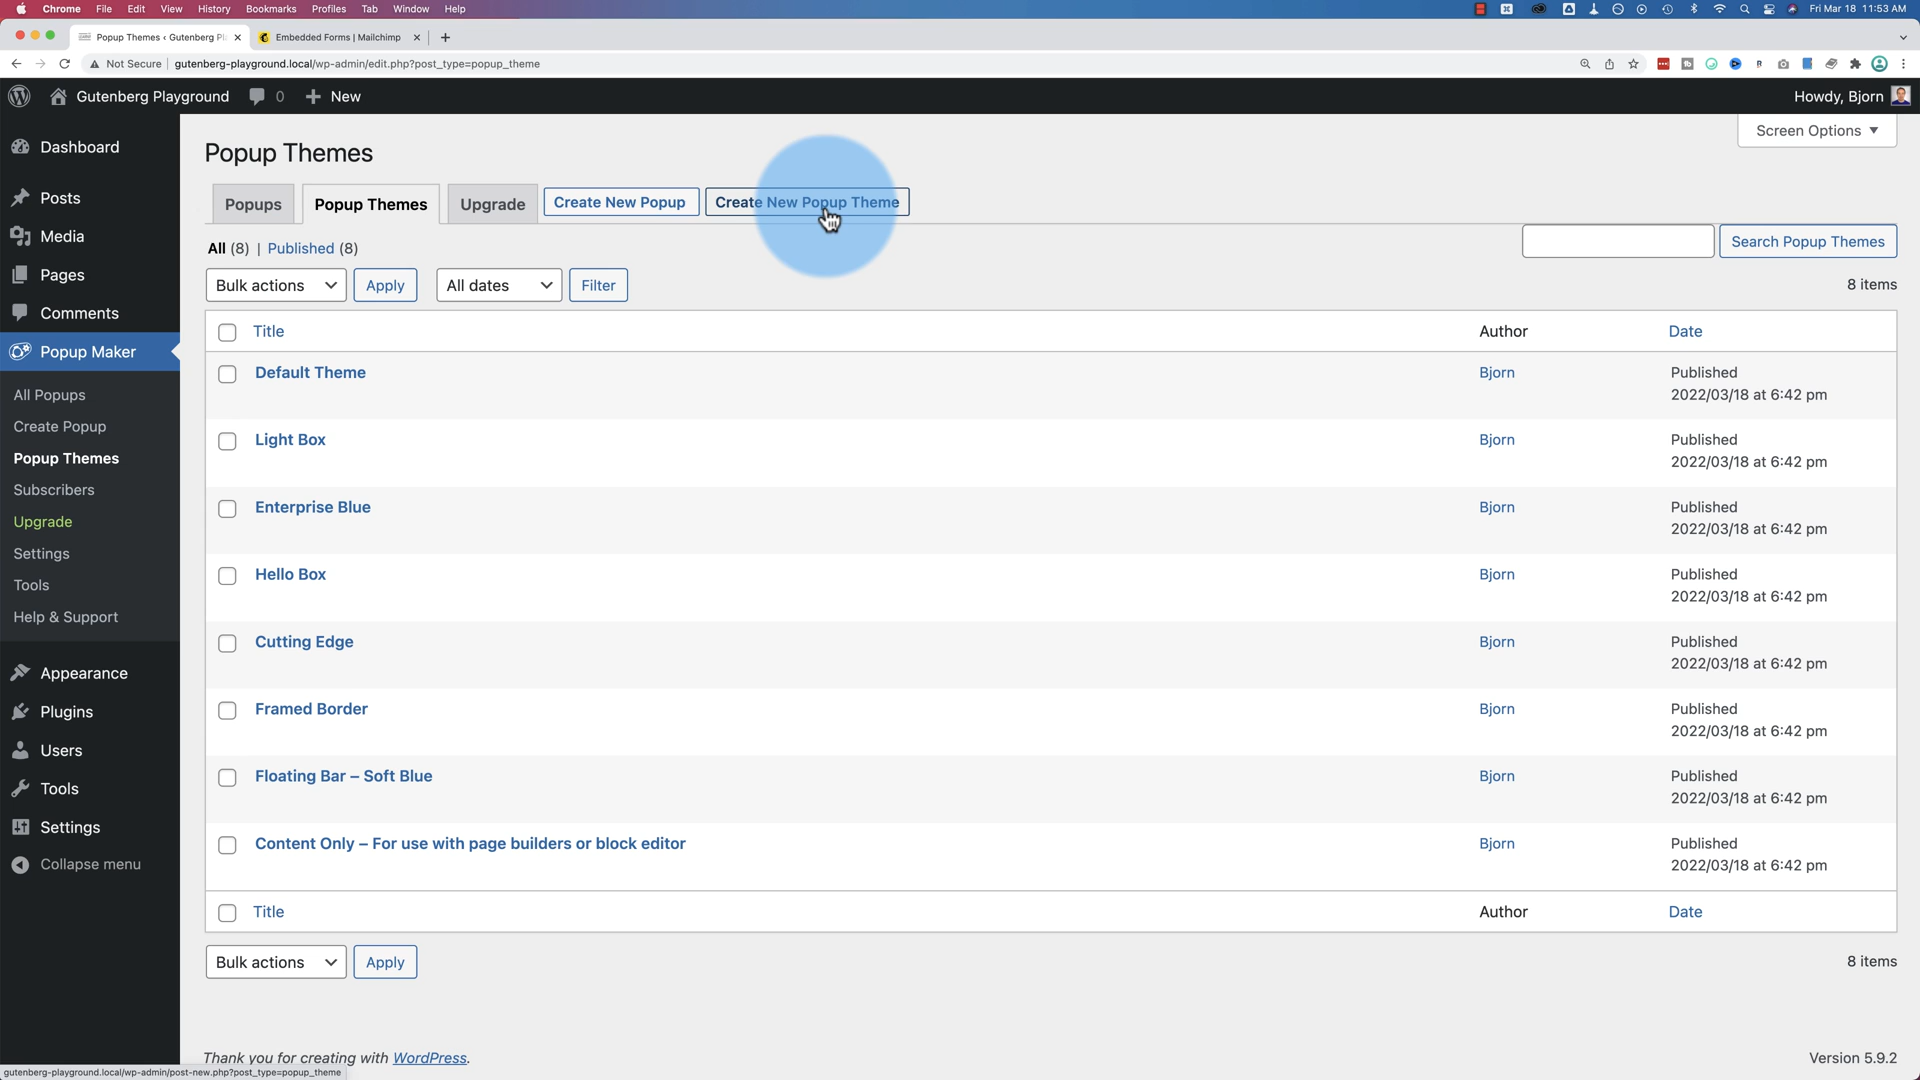 Chrome File Edit View History Bookmarks Profiles Tab Window Help
Fri Mar 18 11:53 AM
Popup Themes ‹ Gutenberg Pl
Embedded Forms | Mailchimp
Not Secure
gutenberg-playground.local/wp-admin/edit.php?post_type=popup_theme
Gutenberg Playground
0
New
Howdy, Bjorn
Dashboard
Posts
Media
Pages
Comments
Popup Maker
All Popups
Create Popup
Popup Themes
Subscribers
Upgrade
Settings
Tools
Help & Support
Appearance
Plugins
Users
Tools
Settings
Collapse menu
Screen Options
Popup Themes
Popups
Popup Themes
Upgrade
Create New Popup
Create New Popup Theme
All (8) | Published (8)
Search Popup Themes
Bulk actions
Apply
All dates
Filter
8 items
Title Author Date
Default Theme Bjorn Published
2022/03/18 at 6:42 pm
Light Box Bjorn Published
2022/03/18 at 6:42 pm
Enterprise Blue Bjorn Published
2022/03/18 at 6:42 pm
Hello Box Bjorn Published
2022/03/18 at 6:42 pm
Cutting Edge Bjorn Published
2022/03/18 at 6:42 pm
Framed Border Bjorn Published
2022/03/18 at 6:42 pm
Floating Bar – Soft Blue Bjorn Published
2022/03/18 at 6:42 pm
Content Only – For use with page builders or block editor Bjorn Published
2022/03/18 at 6:42 pm
Title Author Date
Bulk actions
Apply
8 items
Thank you for creating with WordPress.
Version 5.9.2
gutenberg-playground.local/wp-admin/post-new.php?post_type=popup_theme